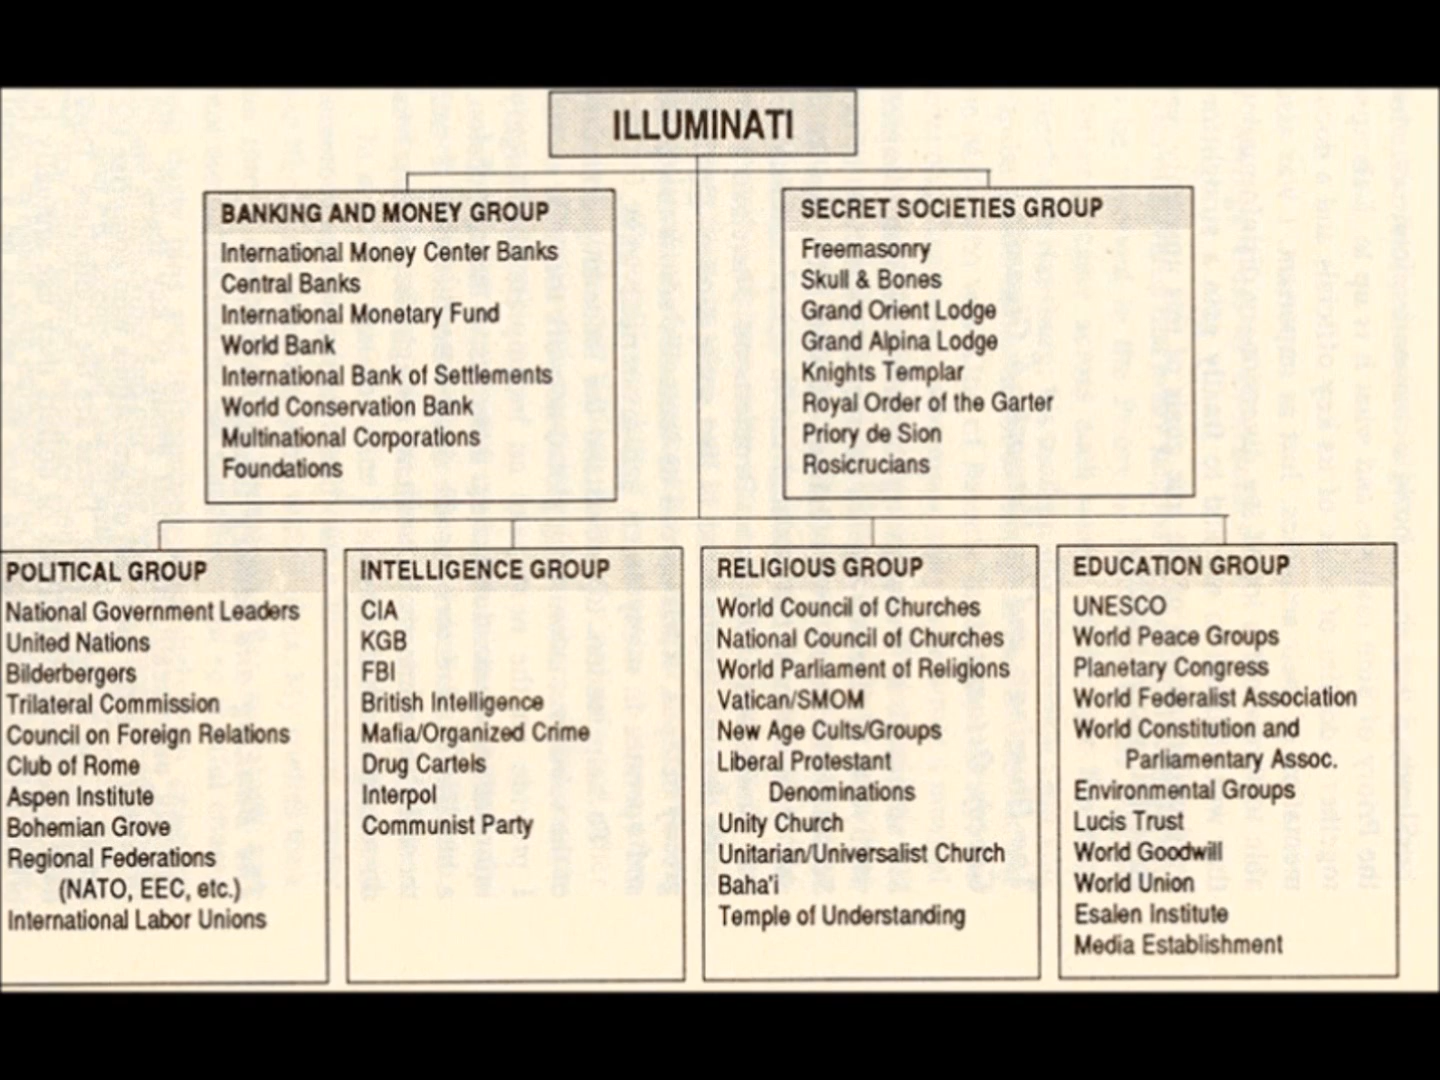 ILLUMINATI
BANKING AND MONEY GROUP
International Money Center Banks
Central Banks
International Monetary Fund
World Bank
International Bank of Settlements
World Conservation Bank
Multinational Corporations
Foundations
SECRET SOCIETIES GROUP
Freemasonry
Skull & Bones
Grand Orient Lodge
Grand Alpina Lodge
Knights Templar
Royal Order of the Garter
Priory de Sion
Rosicrucians
POLITICAL GROUP
National Government Leaders
United Nations
Bilderbergers
Trilateral Commission
Council on Foreign Relations
Club of Rome
Aspen Institute
Bohemian Grove
Regional Federations
(NATO, EEC, etc.)
International Labor Unions
INTELLIGENCE GROUP
CIA
KGB
FBI
British Intelligence
Mafia/Organized Crime
Drug Cartels
Interpol
Communist Party
RELIGIOUS GROUP
World Council of Churches
National Council of Churches
World Parliament of Religions
Vatican/SMOM
New Age Cults/Groups
Liberal Protestant
Denominations
Unity Church
Unitarian/Universalist Church
Baha'i
Temple of Understanding
EDUCATION GROUP
UNESCO
World Peace Groups
Planetary Congress
World Federalist Association
World Constitution and
Parliamentary Assoc.
Environmental Groups
Lucis Trust
World Goodwill
World Union
Esalen Institute
Media Establishment